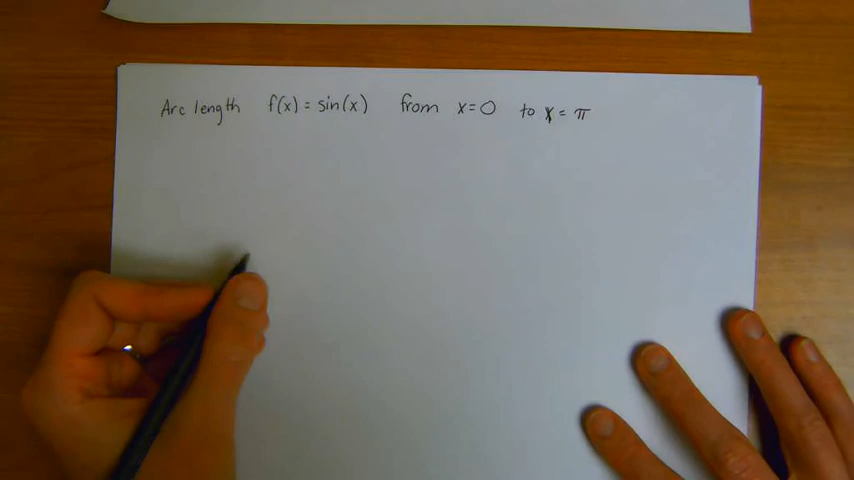 Arc length f(x) = sin(x) from x=0 to x = π